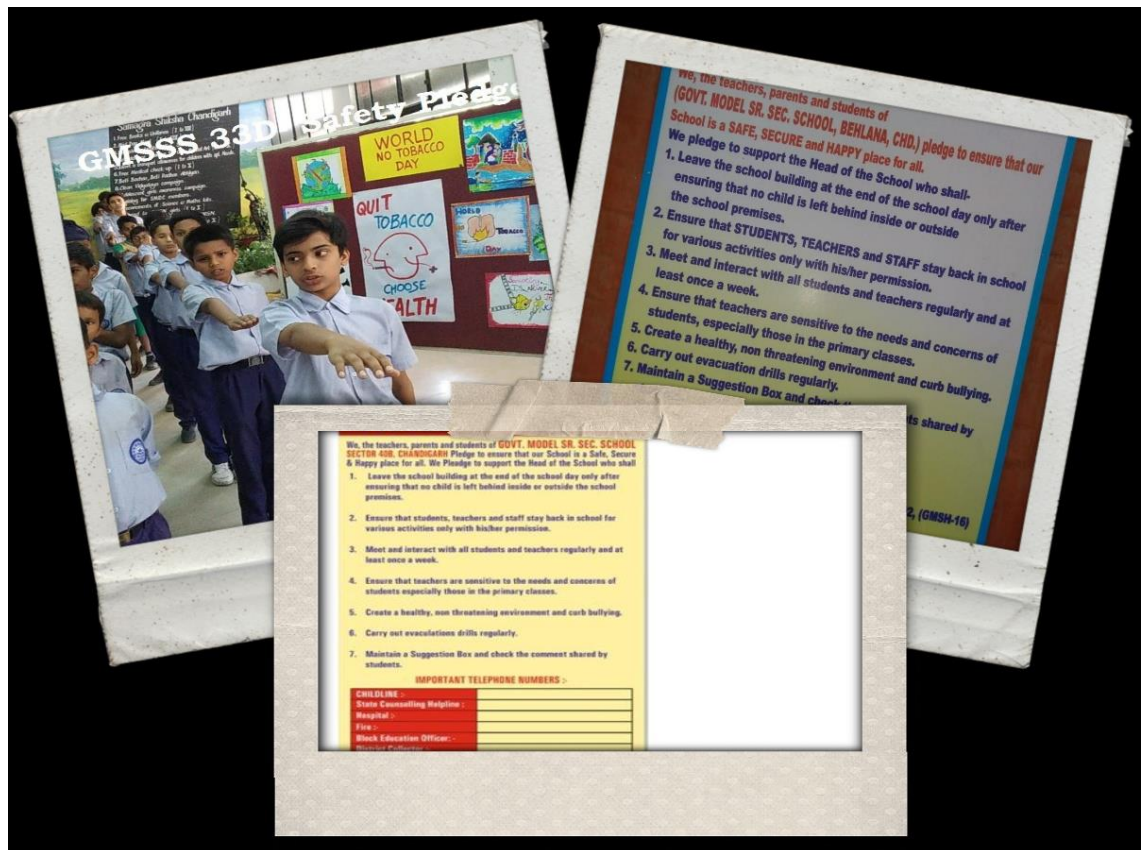 GMSSS 33D Safety Pledge
Samagra Shiksha Chandigarh
WORLD
NO TOBACCO
DAY
QUIT
TOBACCO
CHOOSE
HEALTH
WORLD
TOBACCO
DAY
We, the teachers, parents and students of
(GOVT. MODEL SR. SEC. SCHOOL, BEHLANA, CHD.) pledge to ensure that our
School is a SAFE, SECURE and HAPPY place for all.
We pledge to support the Head of the School who shall-
1. Leave the school building at the end of the school day only after
ensuring that no child is left behind inside or outside
the school premises.
2. Ensure that STUDENTS, TEACHERS and STAFF stay back in school
for various activities only with his/her permission.
3. Meet and interact with all students and teachers regularly and at
least once a week.
4. Ensure that teachers are sensitive to the needs and concerns of
students, especially those in the primary classes.
5. Create a healthy, non threatening environment and curb bullying.
6. Carry out evacuation drills regularly.
7. Maintain a Suggestion Box and check
shared by
(GMSH-16)
We, the teachers, parents and students of GOVT. MODEL SR. SEC. SCHOOL
SECTOR 40B, CHANDIGARH Pledge to ensure that our School is a Safe, Secure
& Happy place for all. We Pleadge to support the Head of the School who shall
1. Leave the school building at the end of the school day only after
ensuring that no child is left behind inside or outside the school
premises.
2. Ensure that students, teachers and staff stay back in school for
various activities only with his/her permission.
3. Meet and interact with all students and teachers regularly and at
least once a week.
4. Ensure that teachers are sensitive to the needs and concerns of
students especially those in the primary classes.
5. Create a healthy, non threatening environment and curb bullying.
6. Carry out evaculations drills regularly.
7. Maintain a Suggestion Box and check the comment shared by
students.
IMPORTANT TELEPHONE NUMBERS :-
CHILDLINE :-
State Counselling Helpline :
Hospital :-
Fire :-
Block Education Officer: -
District Collector :-